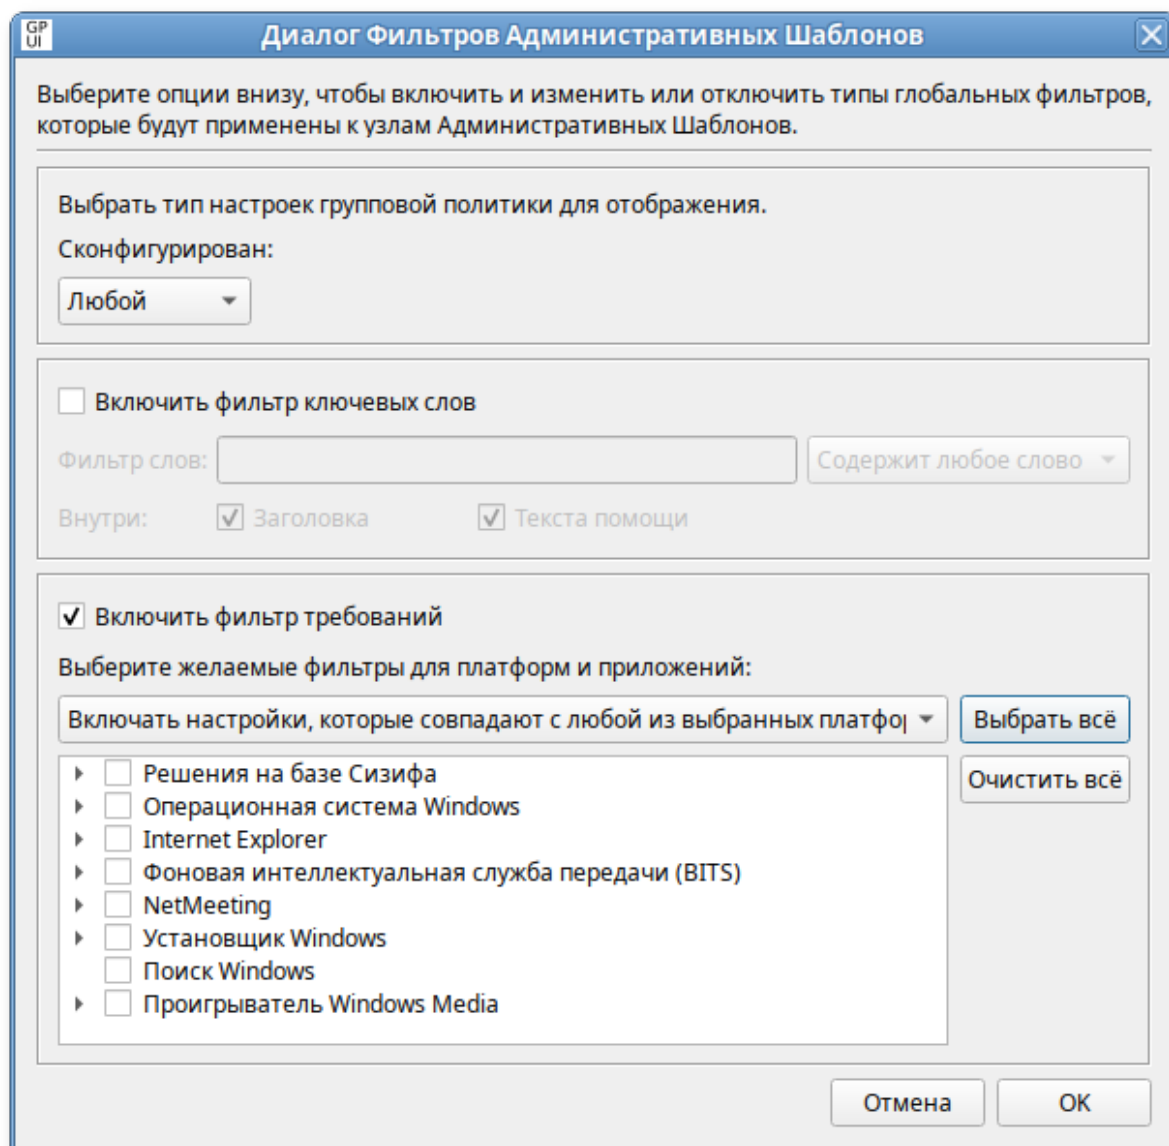 GP
UI
Диалог Фильтров Административных Шаблонов
Выберите опции внизу, чтобы включить и изменить или отключить типы глобальных фильтров,
которые будут применены к узлам Административных Шаблонов.
Выбрать тип настроек групповой политики для отображения.
Сконфигурирован:
Любой
Включить фильтр ключевых слов
Фильтр слов:
Содержит любое слово
Внутри:
Заголовка
Текста помощи
Включить фильтр требований
Выберите желаемые фильтры для платформ и приложений:
Включать настройки, которые совпадают с любой из выбранных платфор
Выбрать всё
Решения на базе Сизифа
Очистить всё
Операционная система Windows
Internet Explorer
Фоновая интеллектуальная служба передачи (BITS)
NetMeeting
Установщик Windows
Поиск Windows
Проигрыватель Windows Media
Отмена
OK